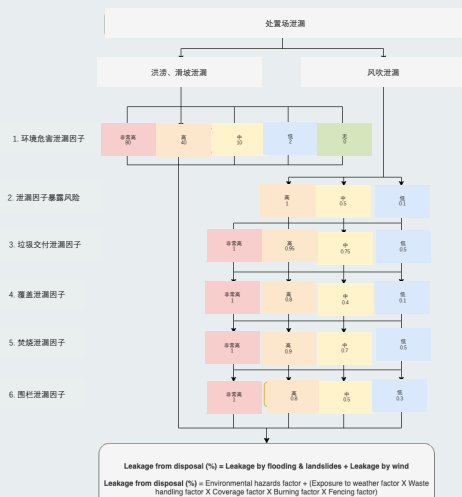 处置场泄漏
洪涝、滑坡泄漏
风吹泄漏
1. 环境危害泄漏因子
非常高
80
高
40
中
10
低
2
无
0
2. 泄漏因子暴露风险
高
1
中
0.5
低
0.1
3. 垃圾交付泄漏因子
非常高
1
高
0.95
中
0.75
低
0.5
4. 覆盖泄漏因子
非常高
1
高
0.8
中
0.4
低
0.1
5. 焚烧泄漏因子
非常高
1
高
0.9
中
0.7
低
0.5
6. 围栏泄漏因子
非常高
1
高
0.8
中
0.5
低
0.3
Leakage from disposal (%) = Leakage by flooding & landslides + Leakage by wind
Leakage from disposal (%) = Environmental hazards factor + (Exposure to weather factor X Waste
handling factor X Coverage factor X Burning factor X Fencing factor)